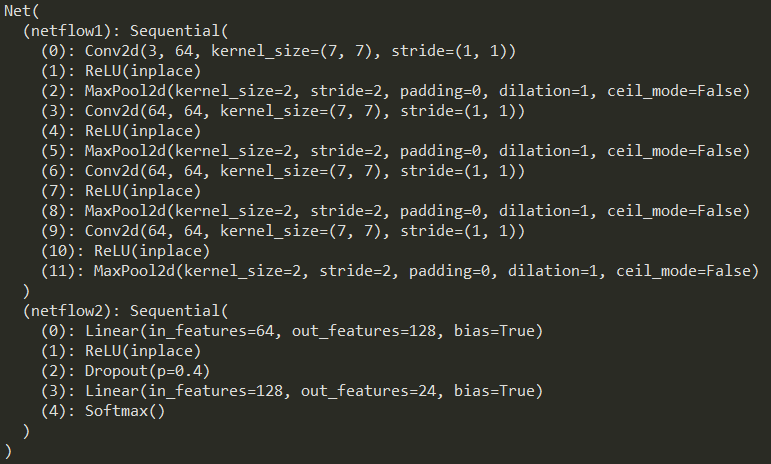 Net(
  (netflow1): Sequential(
    (0): Conv2d(3, 64, kernel_size=(7, 7), stride=(1, 1))
    (1): ReLU(inplace)
    (2): MaxPool2d(kernel_size=2, stride=2, padding=0, dilation=1, ceil_mode=False)
    (3): Conv2d(64, 64, kernel_size=(7, 7), stride=(1, 1))
    (4): ReLU(inplace)
    (5): MaxPool2d(kernel_size=2, stride=2, padding=0, dilation=1, ceil_mode=False)
    (6): Conv2d(64, 64, kernel_size=(7, 7), stride=(1, 1))
    (7): ReLU(inplace)
    (8): MaxPool2d(kernel_size=2, stride=2, padding=0, dilation=1, ceil_mode=False)
    (9): Conv2d(64, 64, kernel_size=(7, 7), stride=(1, 1))
    (10): ReLU(inplace)
    (11): MaxPool2d(kernel_size=2, stride=2, padding=0, dilation=1, ceil_mode=False)
  )
  (netflow2): Sequential(
    (0): Linear(in_features=64, out_features=128, bias=True)
    (1): ReLU(inplace)
    (2): Dropout(p=0.4)
    (3): Linear(in_features=128, out_features=24, bias=True)
    (4): Softmax()
  )
)